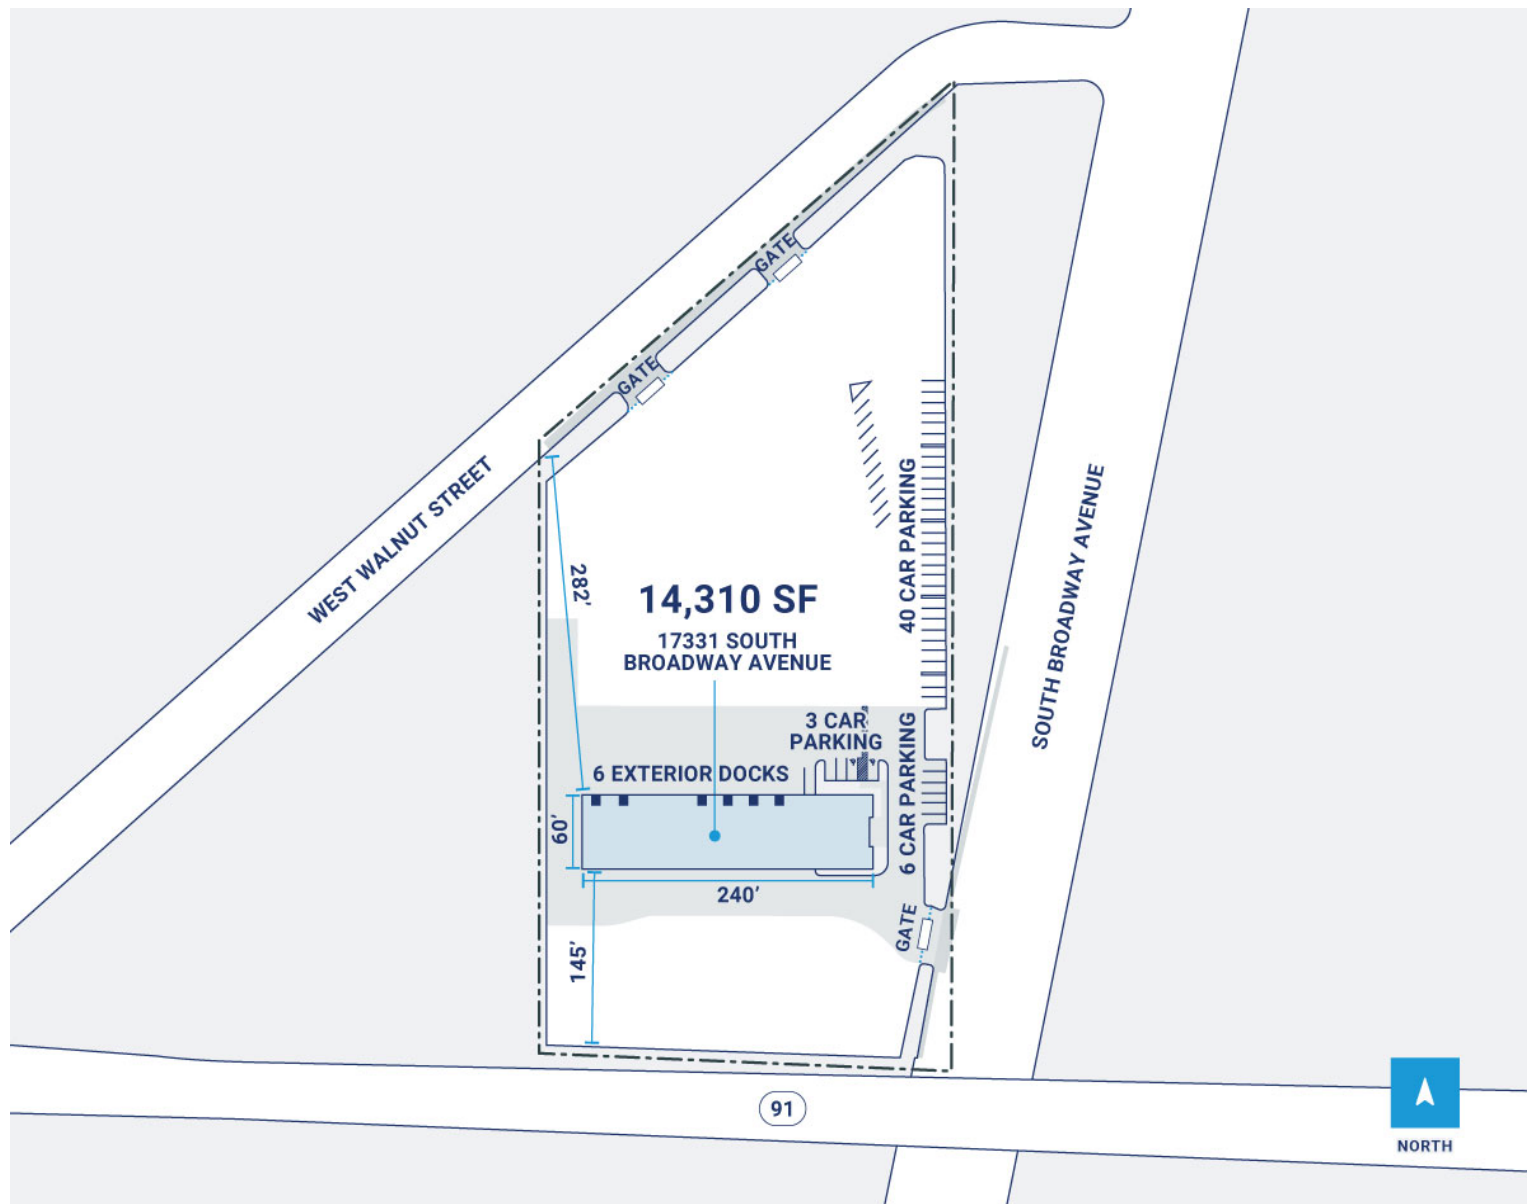 GATE
GATE
WEST WALNUT STREET
282’
14,310 SF
17331 SOUTH
BROADWAY AVENUE
40 CAR PARKING
SOUTH BROADWAY AVENUE
3 CAR
PARKING
6 CAR PARKING
6 EXTERIOR DOCKS
60’
240’
GATE
145’
91
NORTH